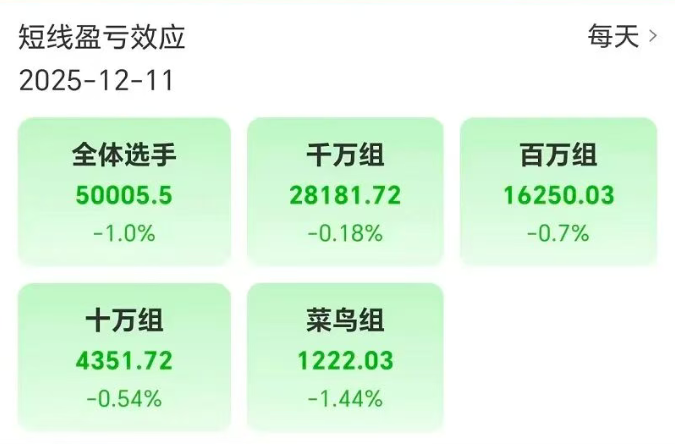 短线盈亏效应
每天 >
2025-12-11
全体选手
50005.5
-1.0%
千万组
28181.72
-0.18%
百万组
16250.03
-0.7%
十万组
4351.72
-0.54%
菜鸟组
1222.03
-1.44%